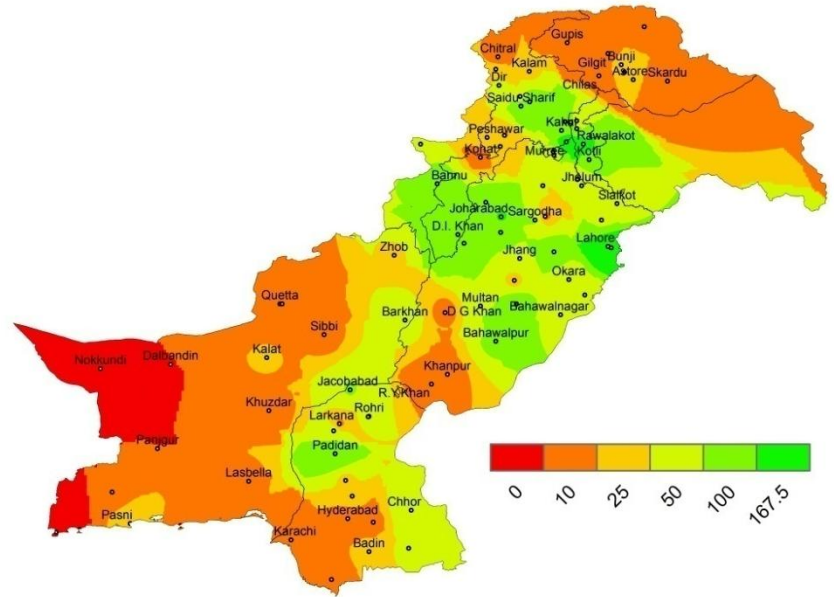 Gupis
Chitral
Bunji
Kalam
Gilgit
Astore
Skardu
Dir
Chilas
Saidu Sharif
Peshawar
Kakul
Rawalakot
Kohat
Murree
Kotli
Bannu
Jhelum
Joharabad
Sargodha
Sialkot
D.I. Khan
Lahore
Zhob
Jhang
Okara
Quetta
Multan
Barkhan
D G Khan
Bahawalnagar
Sibbi
Bahawalpur
Nokkundi
Dalbandin
Kalat
Khanpur
Jacobabad
R.Y.Khan
Khuzdar
Larkana
Rohri
Panjgur
Padidan
Lasbella
Pasni
Hyderabad
Chhor
Karachi
Badin
0
10
25
50
100
167.5